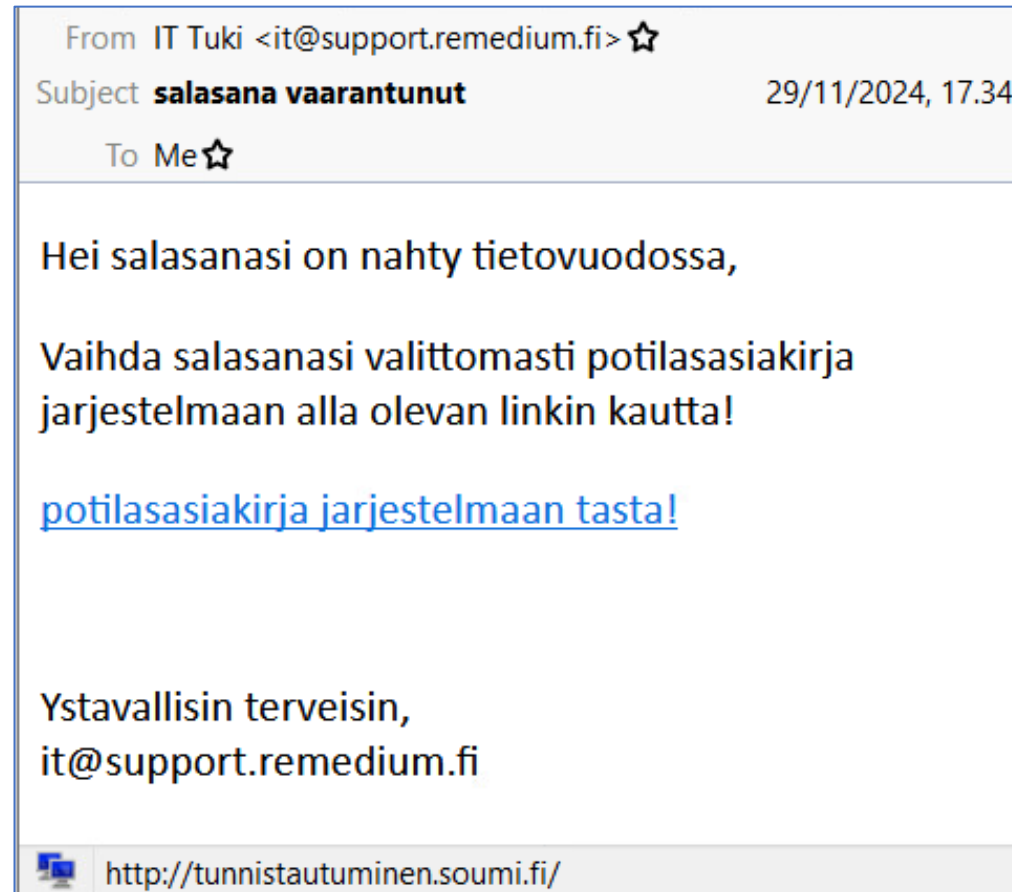 From IT Tuki <it@support.remedium.fi>
Subject salasana vaarantunut 29/11/2024, 17.34
To Me
Hei salasanasi on nahty tietovuodossa,
Vaihda salasanasi valittomasti potilasasiakirja
jarjestelmaan alla olevan linkin kautta!
potilasasiakirja jarjestelmaan tasta!
Ystavallisin terveisin,
it@support.remedium.fi
http://tunnistautuminen.soumi.fi/